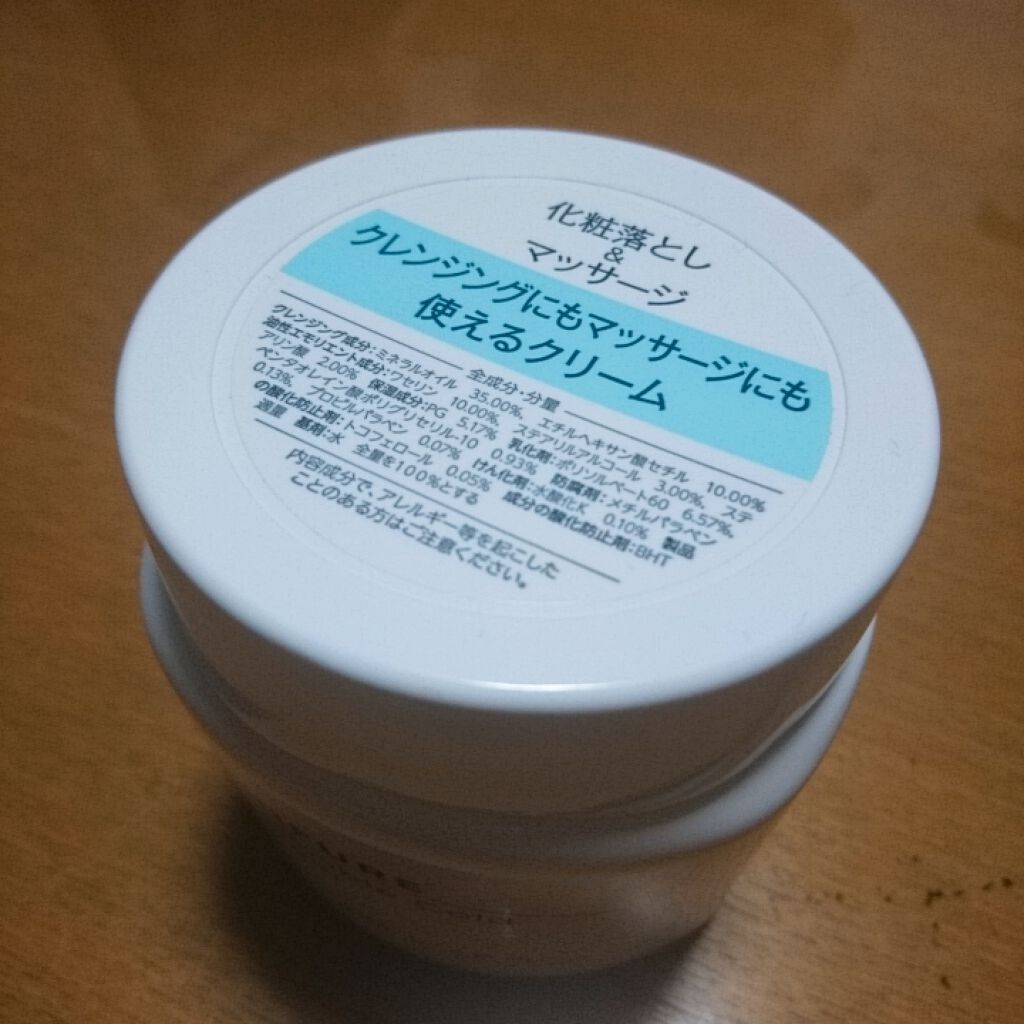 化粧落とし
&
マッサージ
クレンジングにもマッサージにも
使えるクリーム
全成分・分量
クレンジング成分:ミネラルオイル 35.00%、エチルヘキサン酸セチル 10.00%
油性エモリエント成分:ワセリン 10.00%、ステアリルアルコール 3.00%、ステ
アリン酸 2.00% 保湿成分:PG 5.17% 乳化剤:ポリソルベート60 6.57%、
ペンタオレイン酸ポリグリセリル-10 0.93% 防腐剤:メチルパラベン
0.13%、プロピルパラベン 0.07% けん化剤:水酸化K 0.10% 製品
の酸化防止剤:トコフェロール 0.05% 成分の酸化防止剤:BHT
適量 基剤:水 全量を100%とする
内容成分で、アレルギー等を起こした
ことのある方はご注意ください。